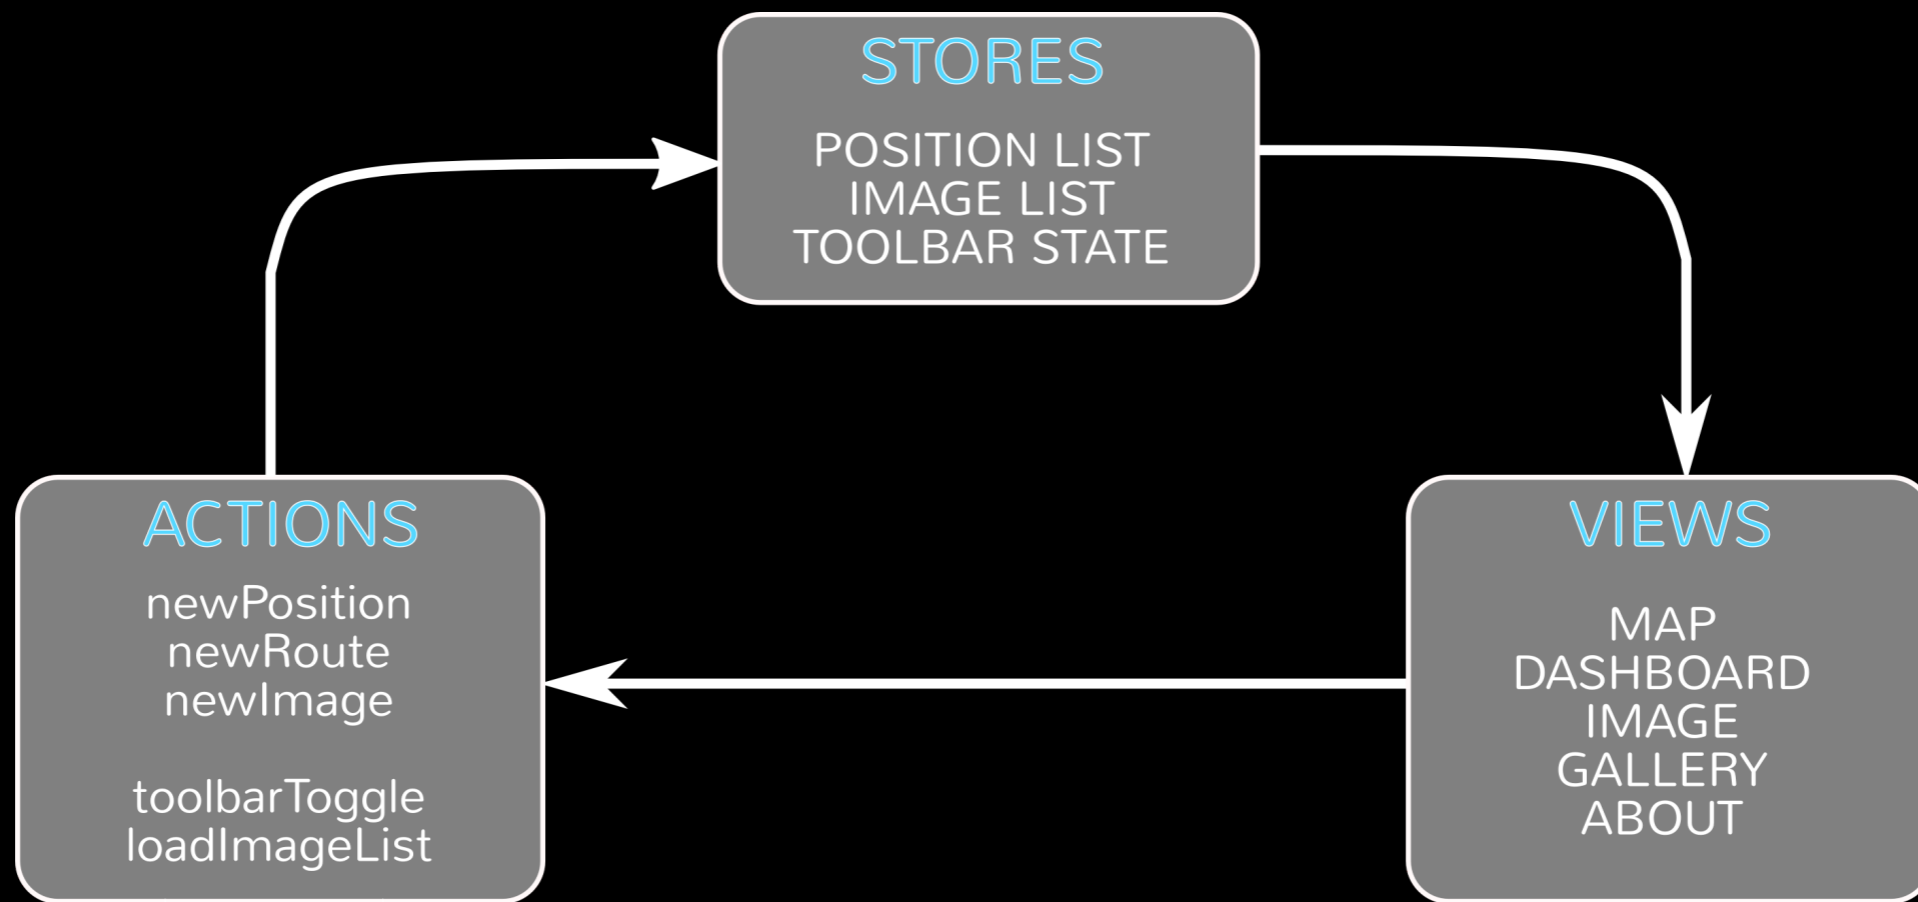 STORES
POSITION LIST
IMAGE LIST
TOOLBAR STATE
ACTIONS
newPosition
newRoute
newImage
toolbarToggle
loadImageList
VIEWS
MAP
DASHBOARD
IMAGE
GALLERY
ABOUT